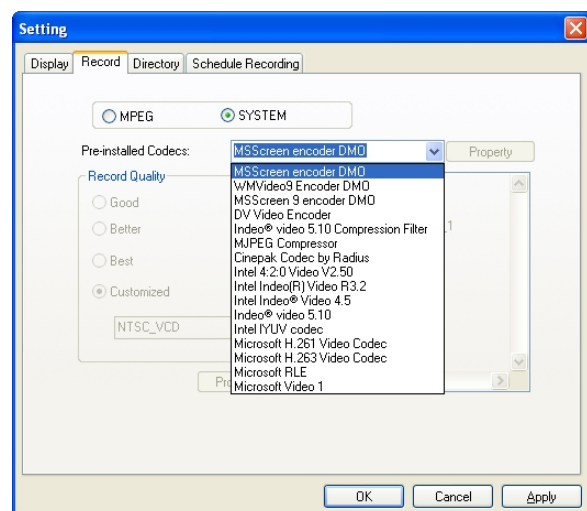 Setting
Display Record Directory Schedule Recording
MPEG SYSTEM
Pre-installed Codecs: MSScreen encoder DMO Property
Record Quality
Good
Better
Best
Customized
NTSC_VCD
MSScreen encoder DMO
WMVideo9 Encoder DMO
MSScreen 9 encoder DMO
DV Video Encoder
Indeo® video 5.10 Compression Filter
MJPEG Compressor
Cinepak Codec by Radius
Intel 4:2:0 Video V2.50
Intel Indeo(R) Video R3.2
Intel Indeo® Video 4.5
Indeo® video 5.10
Intel IYUV codec
Microsoft H.261 Video Codec
Microsoft H.263 Video Codec
Microsoft RLE
Microsoft Video 1
OK Cancel Apply